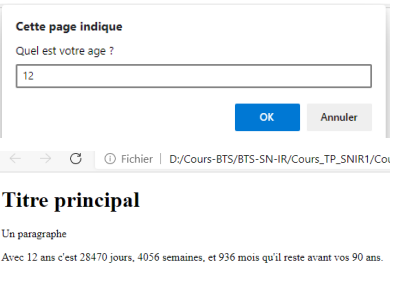 Cette page indique
Quel est votre age ?
12
OK Annuler
Fichier | D:/Cours-BTS/BTS-SN-IR/Cours_TP_SNIR1/Cou
Titre principal
Un paragraphe
Avec 12 ans c'est 28470 jours, 4056 semaines, et 936 mois qu'il reste avant vos 90 ans.